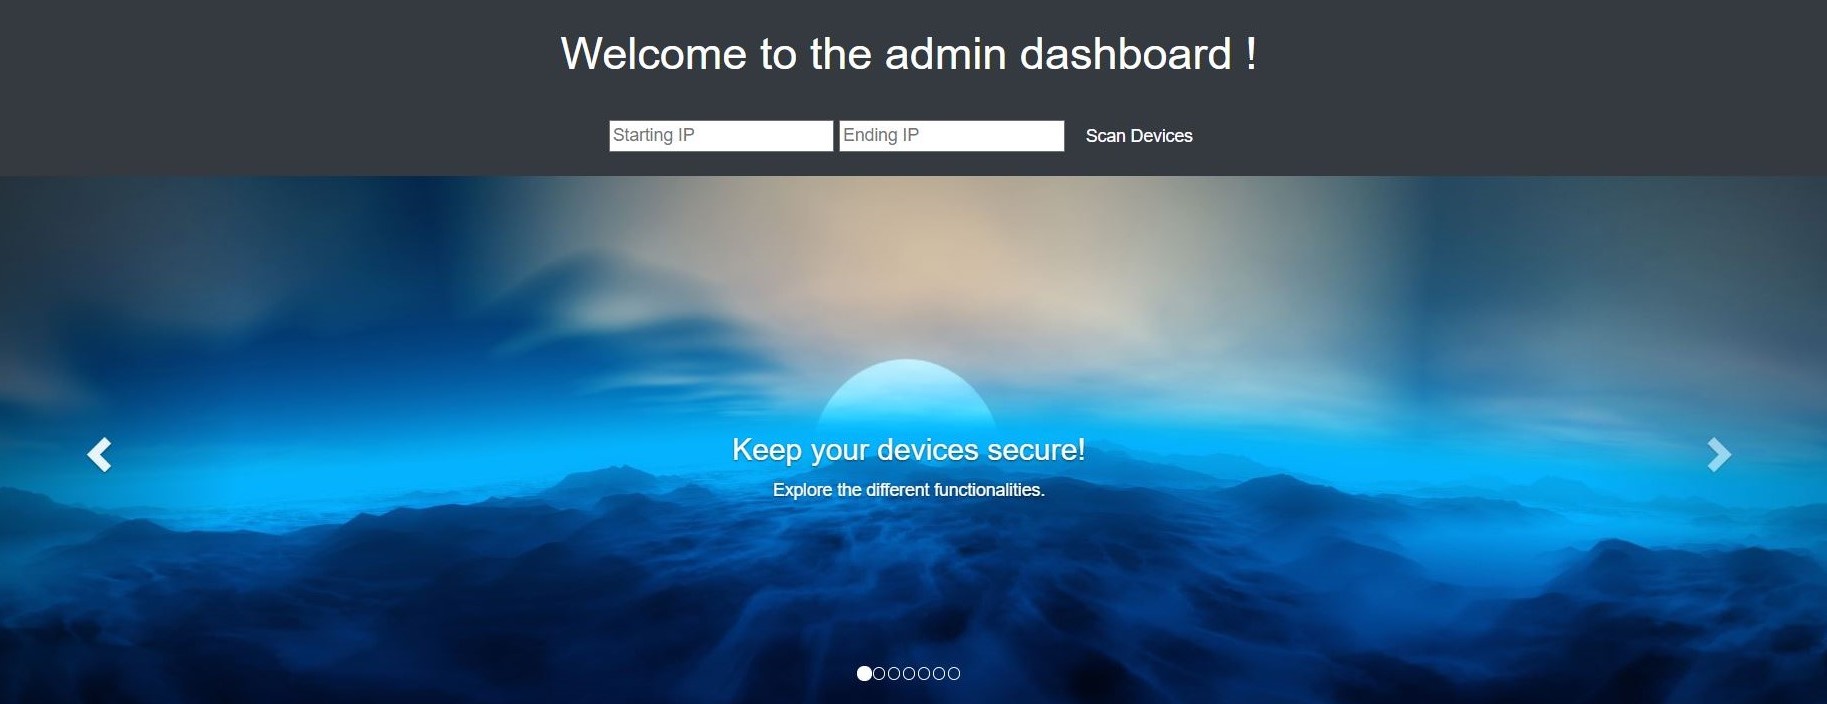 Welcome to the admin dashboard !
Starting IP Ending IP Scan Devices
Keep your devices secure!
Explore the different functionalities.